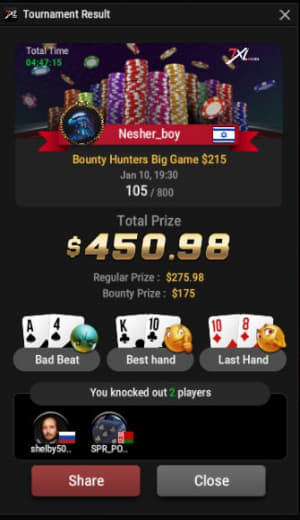 7XL Tournament Result
Total Time
04:47:15
7XL
Nesher_boy
Bounty Hunters Big Game $215
Jan 10, 19:30
105 / 800
Total Prize
$450.98
Regular Prize : $275.98
Bounty Prize : $175
A 4
K 10
10 8
Bad Beat
Best hand
Last Hand
You knocked out 2 players
shelby50..
SPR_PO...
Share
Close